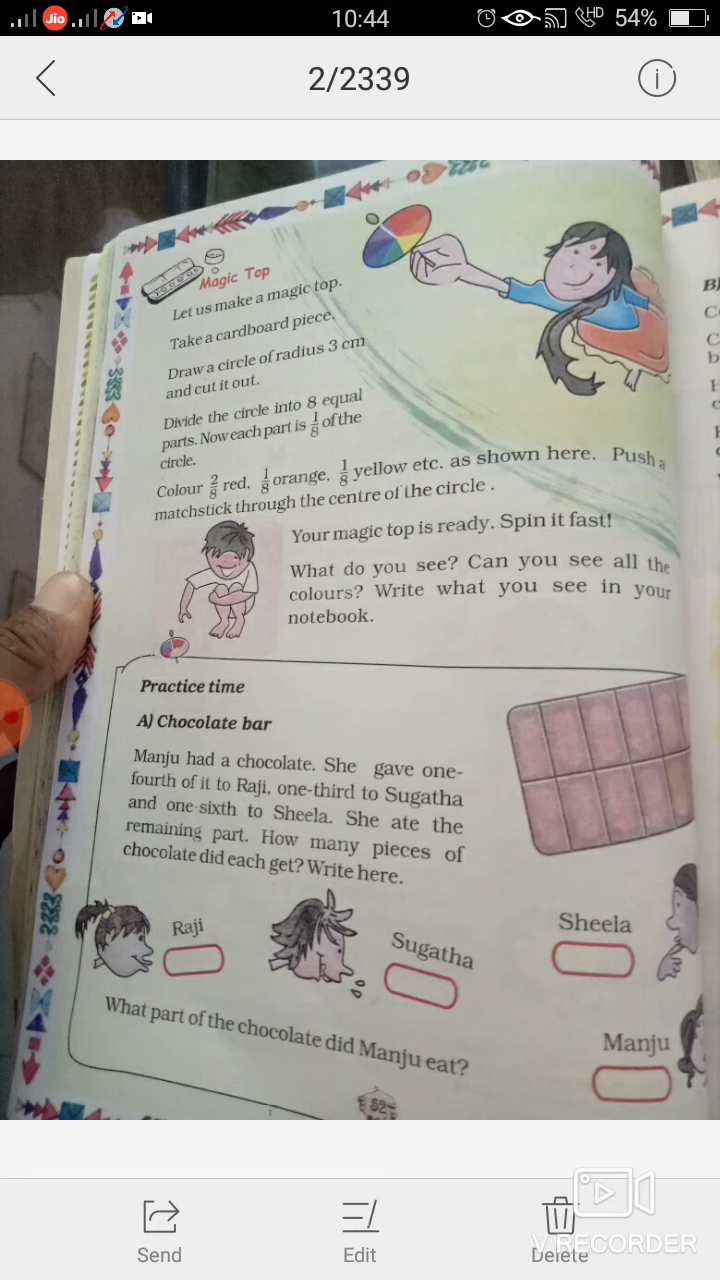 Jio
10:44
HD
54%
2/2339
Magic Top
Let us make a magic top.
Take a cardboard piece.
Draw a circle of radius 3 cm
and cut it out.
Divide the circle into 8 equal
parts. Now each part is 1/8 of the
circle.
Colour 2/8 red, 1/8 orange, 1/8 yellow etc. as shown here. Push a
matchstick through the centre of the circle.
Your magic top is ready. Spin it fast!
What do you see? Can you see all the
colours? Write what you see in your
notebook.
Practice time
A) Chocolate bar
Manju had a chocolate. She gave one-
fourth of it to Raji, one-third to Sugatha
and one-sixth to Sheela. She ate the
remaining part. How many pieces of
chocolate did each get? Write here.
Raji
Sugatha
Sheela
What part of the chocolate did Manju eat?
Manju
52
B)
Send
Edit
Delete
V RECORDER